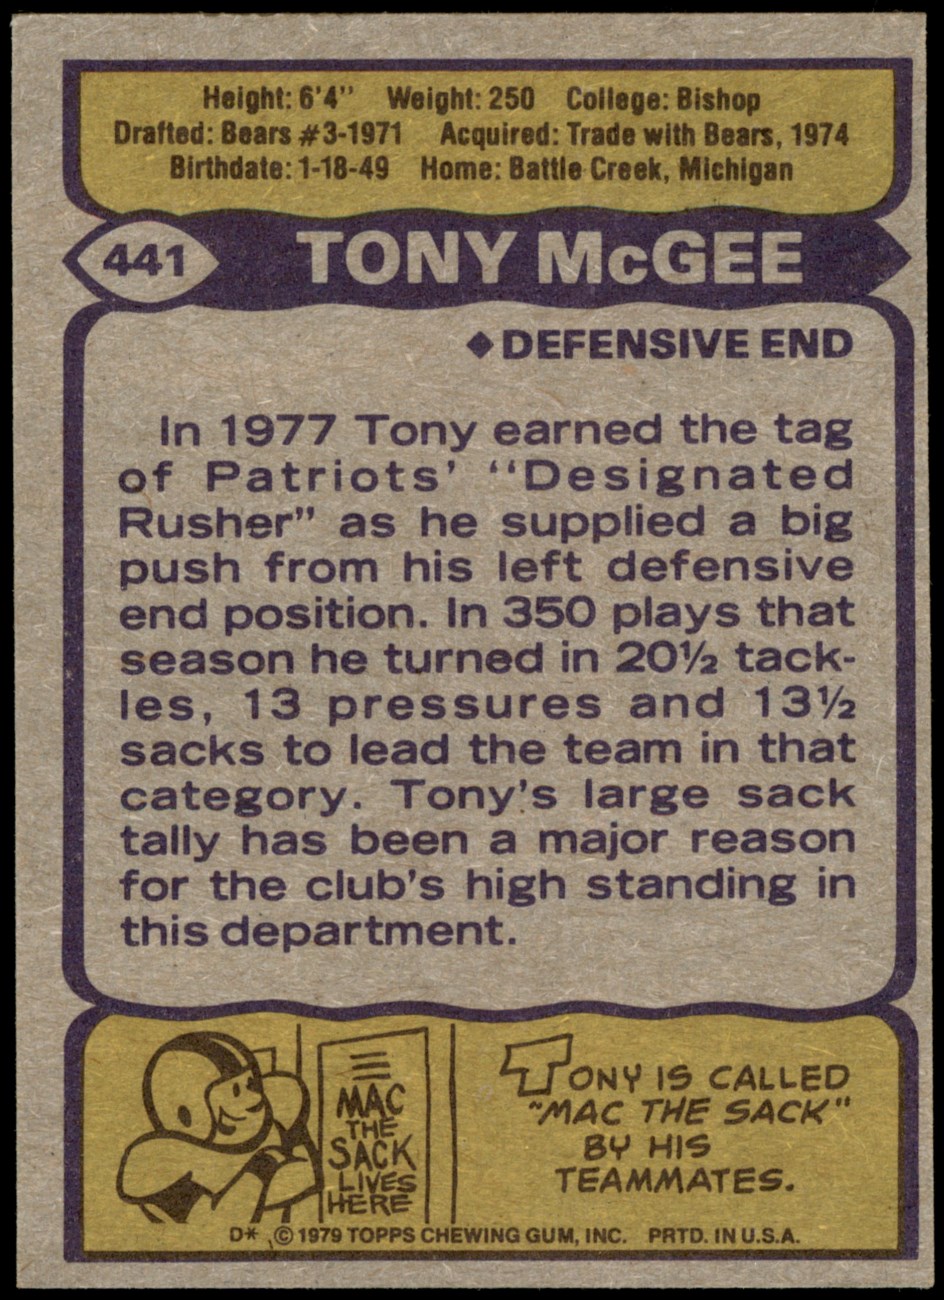 Height: 6'4" Weight: 250 College: Bishop
Drafted: Bears #3-1971 Acquired: Trade with Bears, 1974
Birthdate: 1-18-49 Home: Battle Creek, Michigan
441 TONY McGEE
◆DEFENSIVE END
In 1977 Tony earned the tag
of Patriots' "Designated
Rusher" as he supplied a big
push from his left defensive
end position. In 350 plays that
season he turned in 20½ tack-
les, 13 pressures and 13½
sacks to lead the team in that
category. Tony's large sack
tally has been a major reason
for the club's high standing in
this department.
MAC
THE
SACK
LIVES
HERE
TONY IS CALLED
"MAC THE SACK"
BY HIS
TEAMMATES.
D* © 1979 TOPPS CHEWING GUM, INC. PRTD. IN U.S.A.